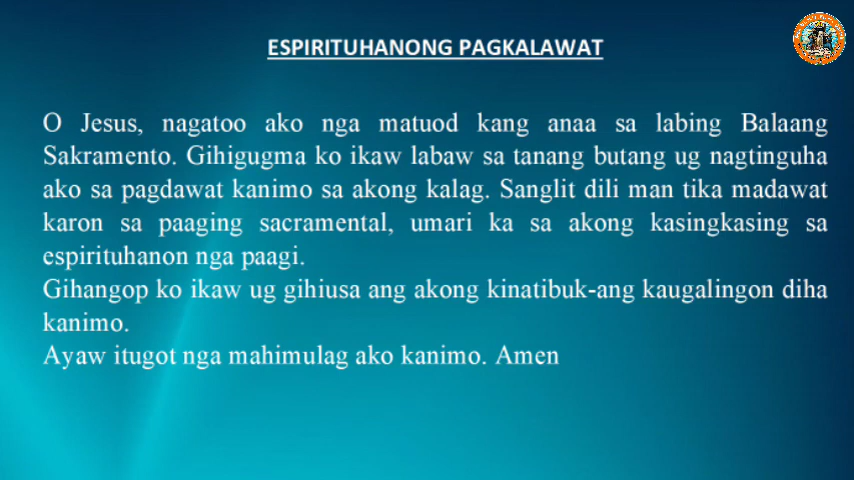 ESPIRITUHANONG PAGKALAWAT
O Jesus, nagatoo ako nga matuod kang anaa sa labing Balaang
Sakramento. Gihigugma ko ikaw labaw sa tanang butang ug nagtinguha
ako sa pagdawat kanimo sa akong kalag. Sanglit dili man tika madawat
karon sa paaging sacramental, umari ka sa akong kasingkasing sa
espirituhanon nga paagi.
Gihangop ko ikaw ug gihiusa ang akong kinatibuk-ang kaugalingon diha
kanimo.
Ayaw itugot nga mahimulag ako kanimo. Amen